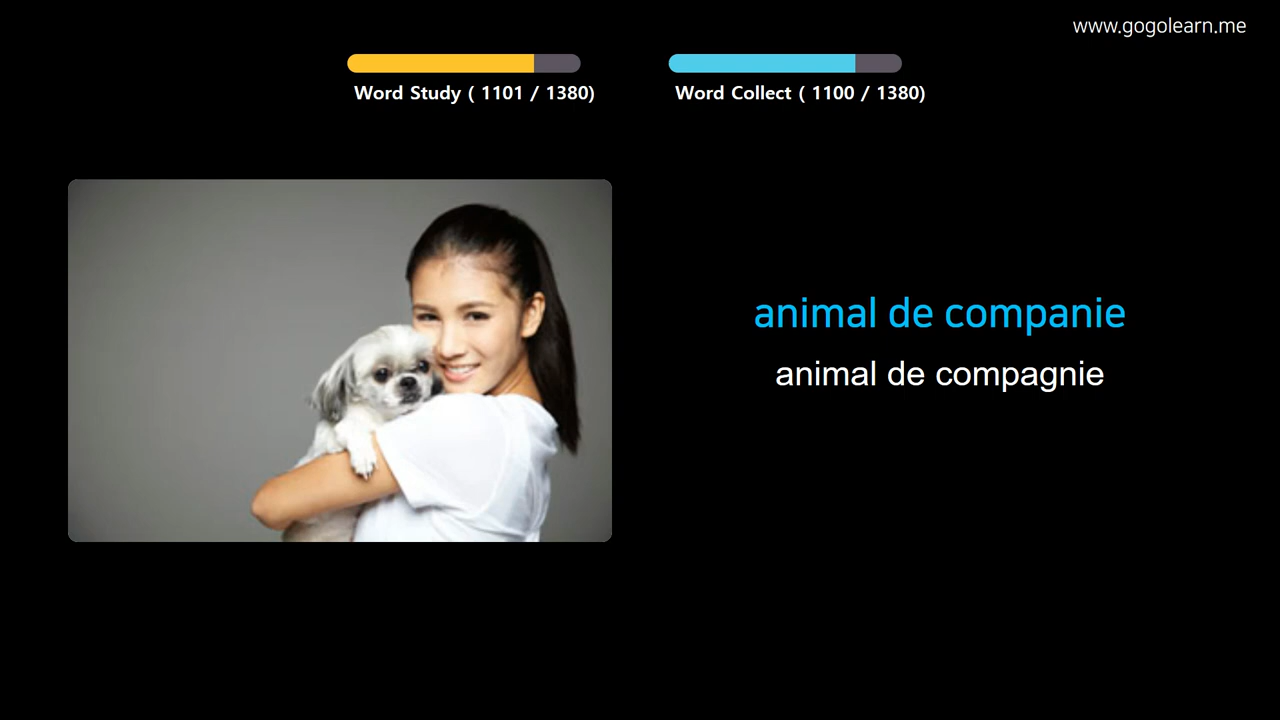 www.gogolearn.me
Word Study ( 1101 / 1380)
Word Collect ( 1100 / 1380)
animal de companie
animal de compagnie